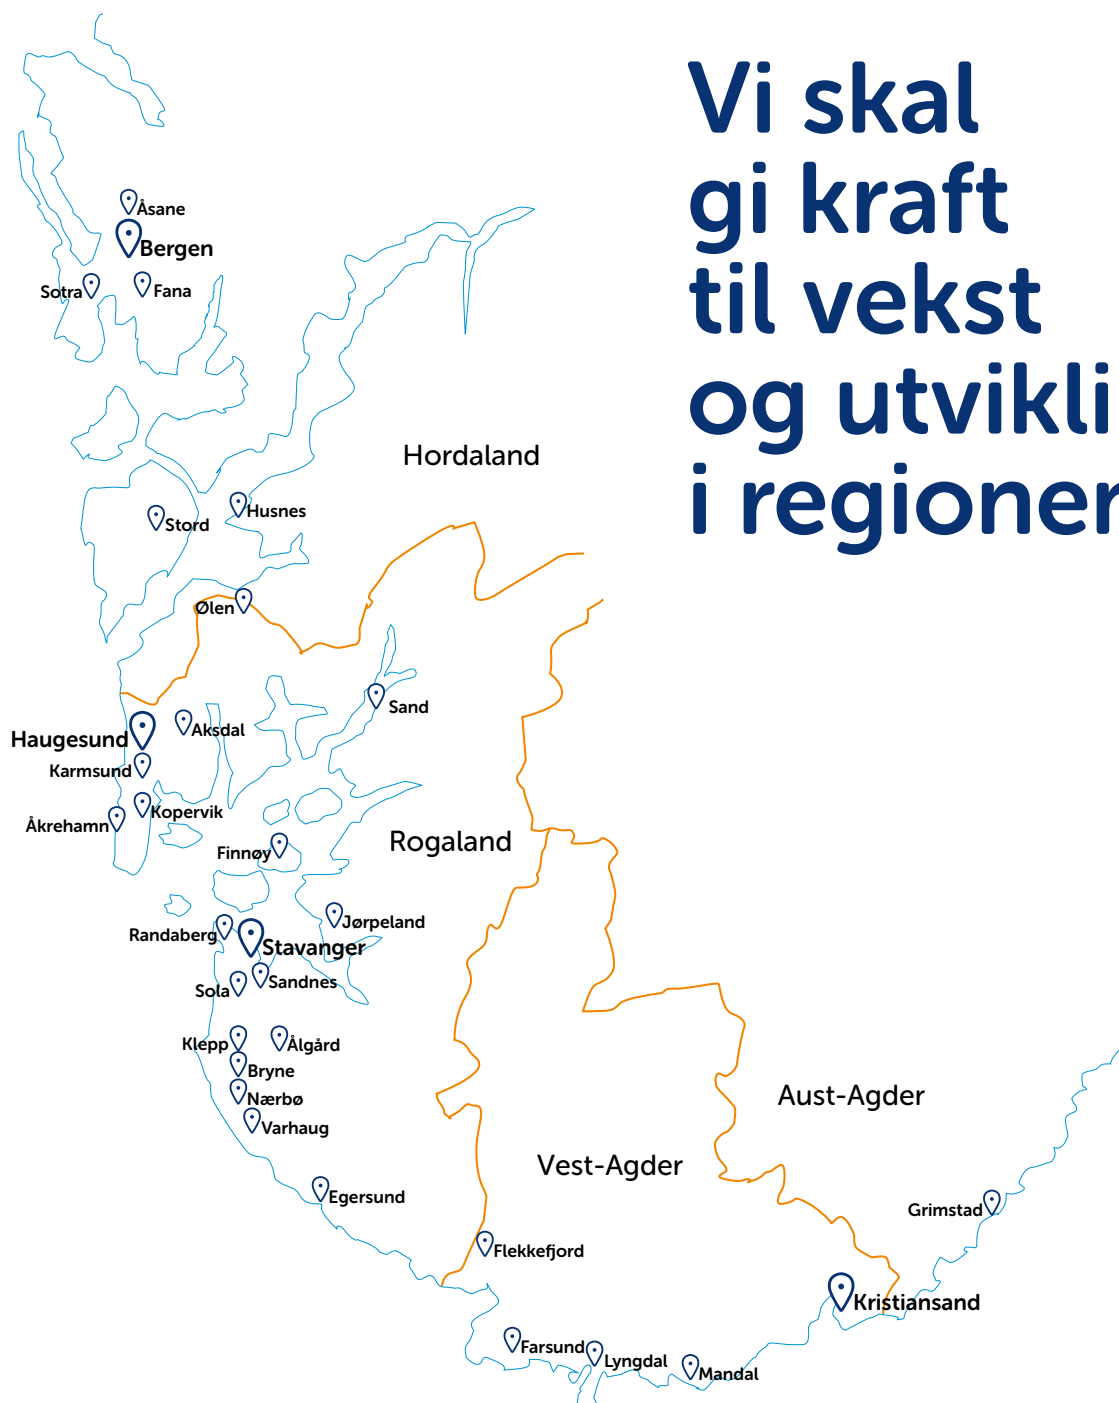 Vi skal
gi kraft
til vekst
og utvikli
i regioner
Åsane
Bergen
Sotra
Fana
Hordaland
Husnes
Stord
Ølen
Sand
Aksdal
Haugesund
Karmsund
Kopervik
Åkrehamn
Rogaland
Finnøy
Jørpeland
Randaberg
Stavanger
Sandnes
Sola
Klepp
Ålgård
Bryne
Nærbø
Varhaug
Aust-Agder
Vest-Agder
Egersund
Grimstad
Flekkefjord
Kristiansand
Farsund
Lyngdal
Mandal